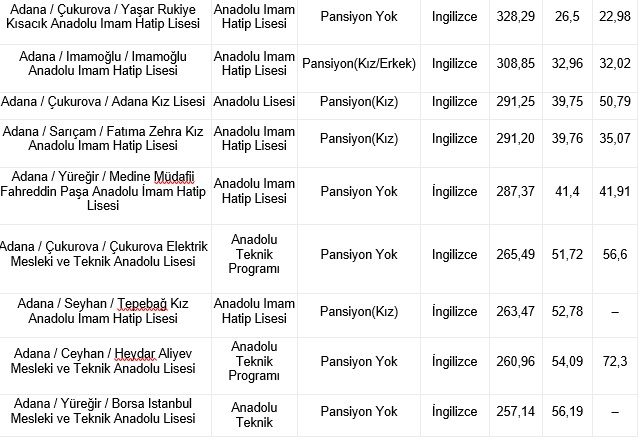 Adana / Çukurova / Yaşar Rukiye
Kısacık Anadolu Imam Hatip Lisesi
Anadolu Imam
Hatip Lisesi
Pansiyon Yok
Ingilizce
328,29
26,5
22,98
Adana / Imamoğlu / Imamoğlu
Anadolu Imam Hatip Lisesi
Anadolu Imam
Hatip Lisesi
Pansiyon(Kız/Erkek)
Ingilizce
308,85
32,96
32,02
Adana / Çukurova / Adana Kız Lisesi
Anadolu Lisesi
Pansiyon(Kız)
Ingilizce
291,25
39,75
50,79
Adana / Sarıçam / Fatıma Zehra Kız
Anadolu Imam Hatip Lisesi
Anadolu Imam
Hatip Lisesi
Pansiyon(Kız)
Ingilizce
291,20
39,76
35,07
Adana / Yüreğir / Medine Müdafii
Fahreddin Paşa Anadolu İmam Hatip
Lisesi
Anadolu Imam
Hatip Lisesi
Pansiyon Yok
İngilizce
287,37
41,4
41,91
Adana / Çukurova / Çukurova Elektrik
Mesleki ve Teknik Anadolu Lisesi
Anadolu
Teknik
Programı
Pansiyon Yok
İngilizce
265,49
51,72
56,6
Adana / Seyhan / Tepebağ Kız
Anadolu Imam Hatip Lisesi
Anadolu Imam
Hatip Lisesi
Pansiyon(Kız)
İngilizce
263,47
52,78
–
Adana / Ceyhan / Heydar Aliyev
Mesleki ve Teknik Anadolu Lisesi
Anadolu
Teknik
Programı
Pansiyon Yok
İngilizce
260,96
54,09
72,3
Adana / Yüreğir / Borsa Istanbul
Mesleki ve Teknik Anadolu Lisesi
Anadolu
Teknik
Pansiyon Yok
İngilizce
257,14
56,19
–